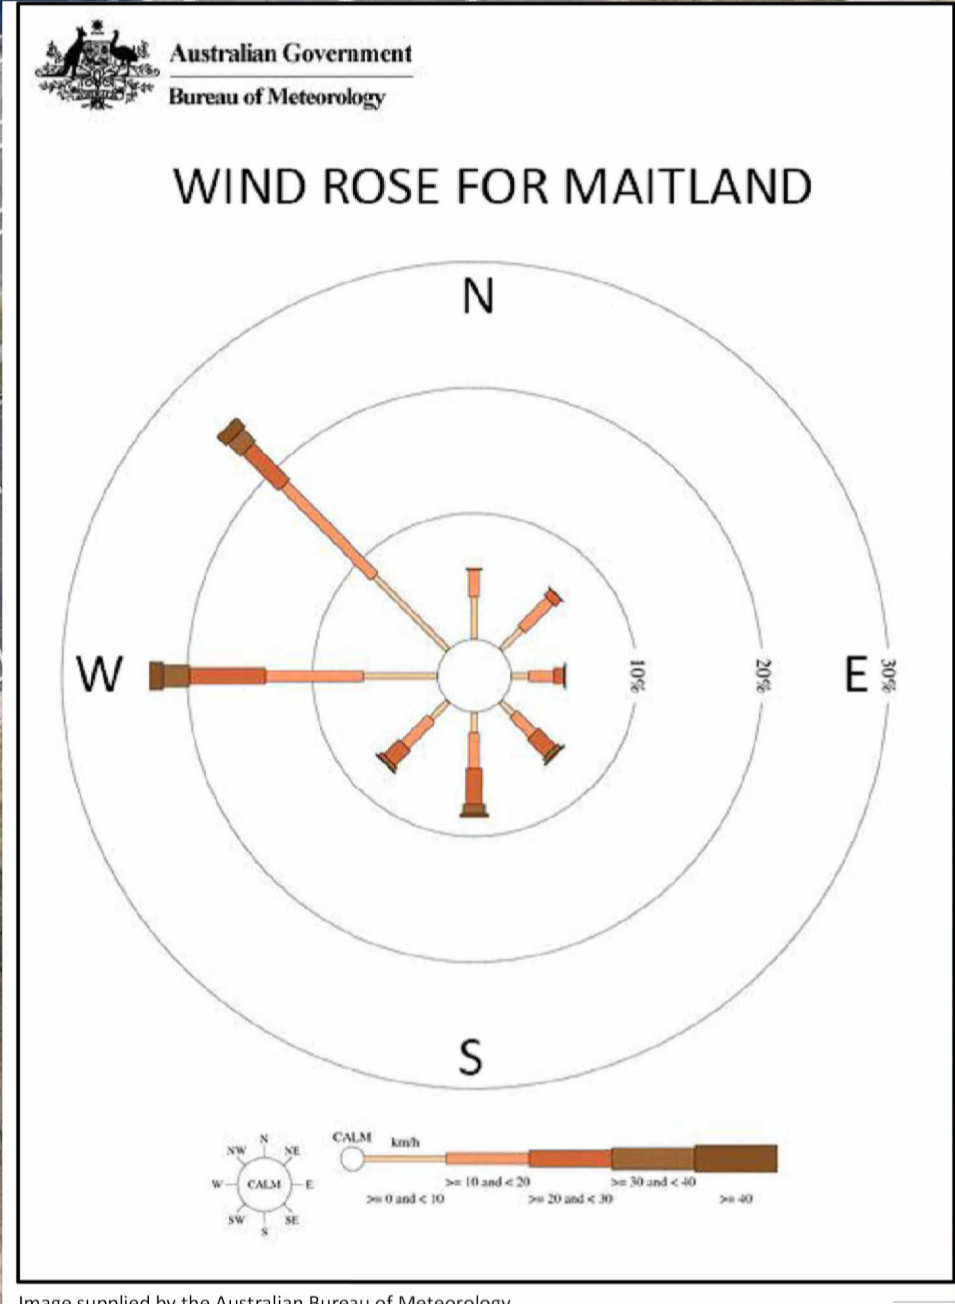 Australian Government
Bureau of Meteorology
WIND ROSE FOR MAITLAND
N
W
10%
20%
E
30%
S
CALM
km/h
N
NW
NE
W
CALM
E
SW
SE
S
>= 10 and < 20
>= 30 and < 40
>= 0 and < 10
>= 20 and < 30
>= 40
Image supplied by the Australian Bureau of Meteorology